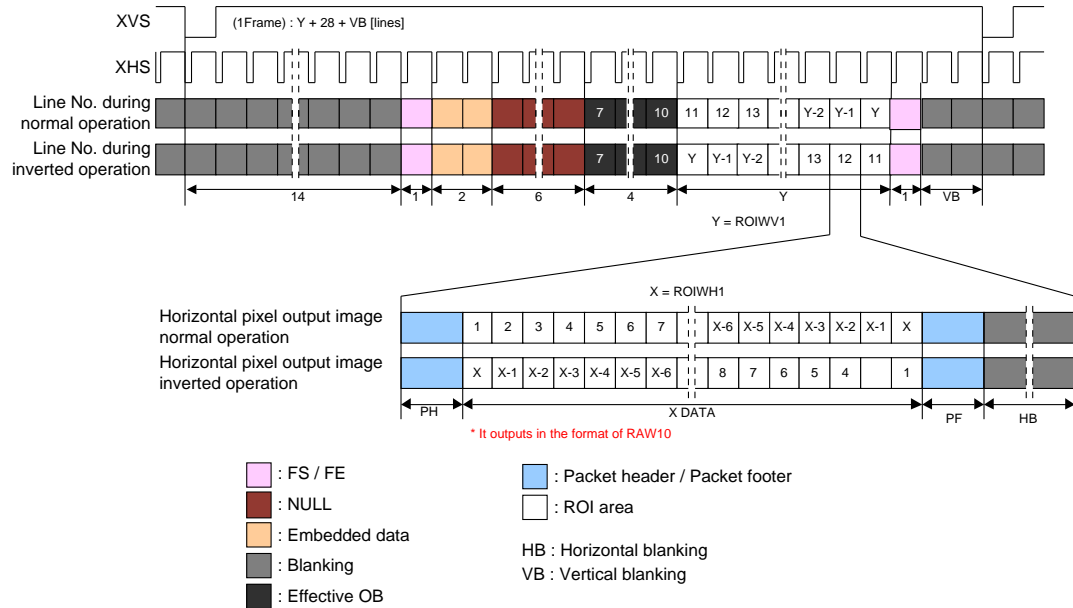 XVS (1Frame) : Y + 28 + VB [lines]
XHS
Line No. during
normal operation
7 10 11 12 13 Y-2 Y-1 Y
Line No. during
inverted operation
7 10 Y Y-1 Y-2 13 12 11
14 1 2 6 4 Y 1 VB
Y = ROIWV1
X = ROIWH1
Horizontal pixel output image
normal operation
1 2 3 4 5 6 7 X-6 X-5 X-4 X-3 X-2 X-1 X
Horizontal pixel output image
inverted operation
X X-1 X-2 X-3 X-4 X-5 X-6 8 7 6 5 4 1
PH X DATA PF HB
* It outputs in the format of RAW10
: FS / FE
: NULL
: Embedded data
: Blanking
: Effective OB
: Packet header / Packet footer
: ROI area
HB : Horizontal blanking
VB : Vertical blanking